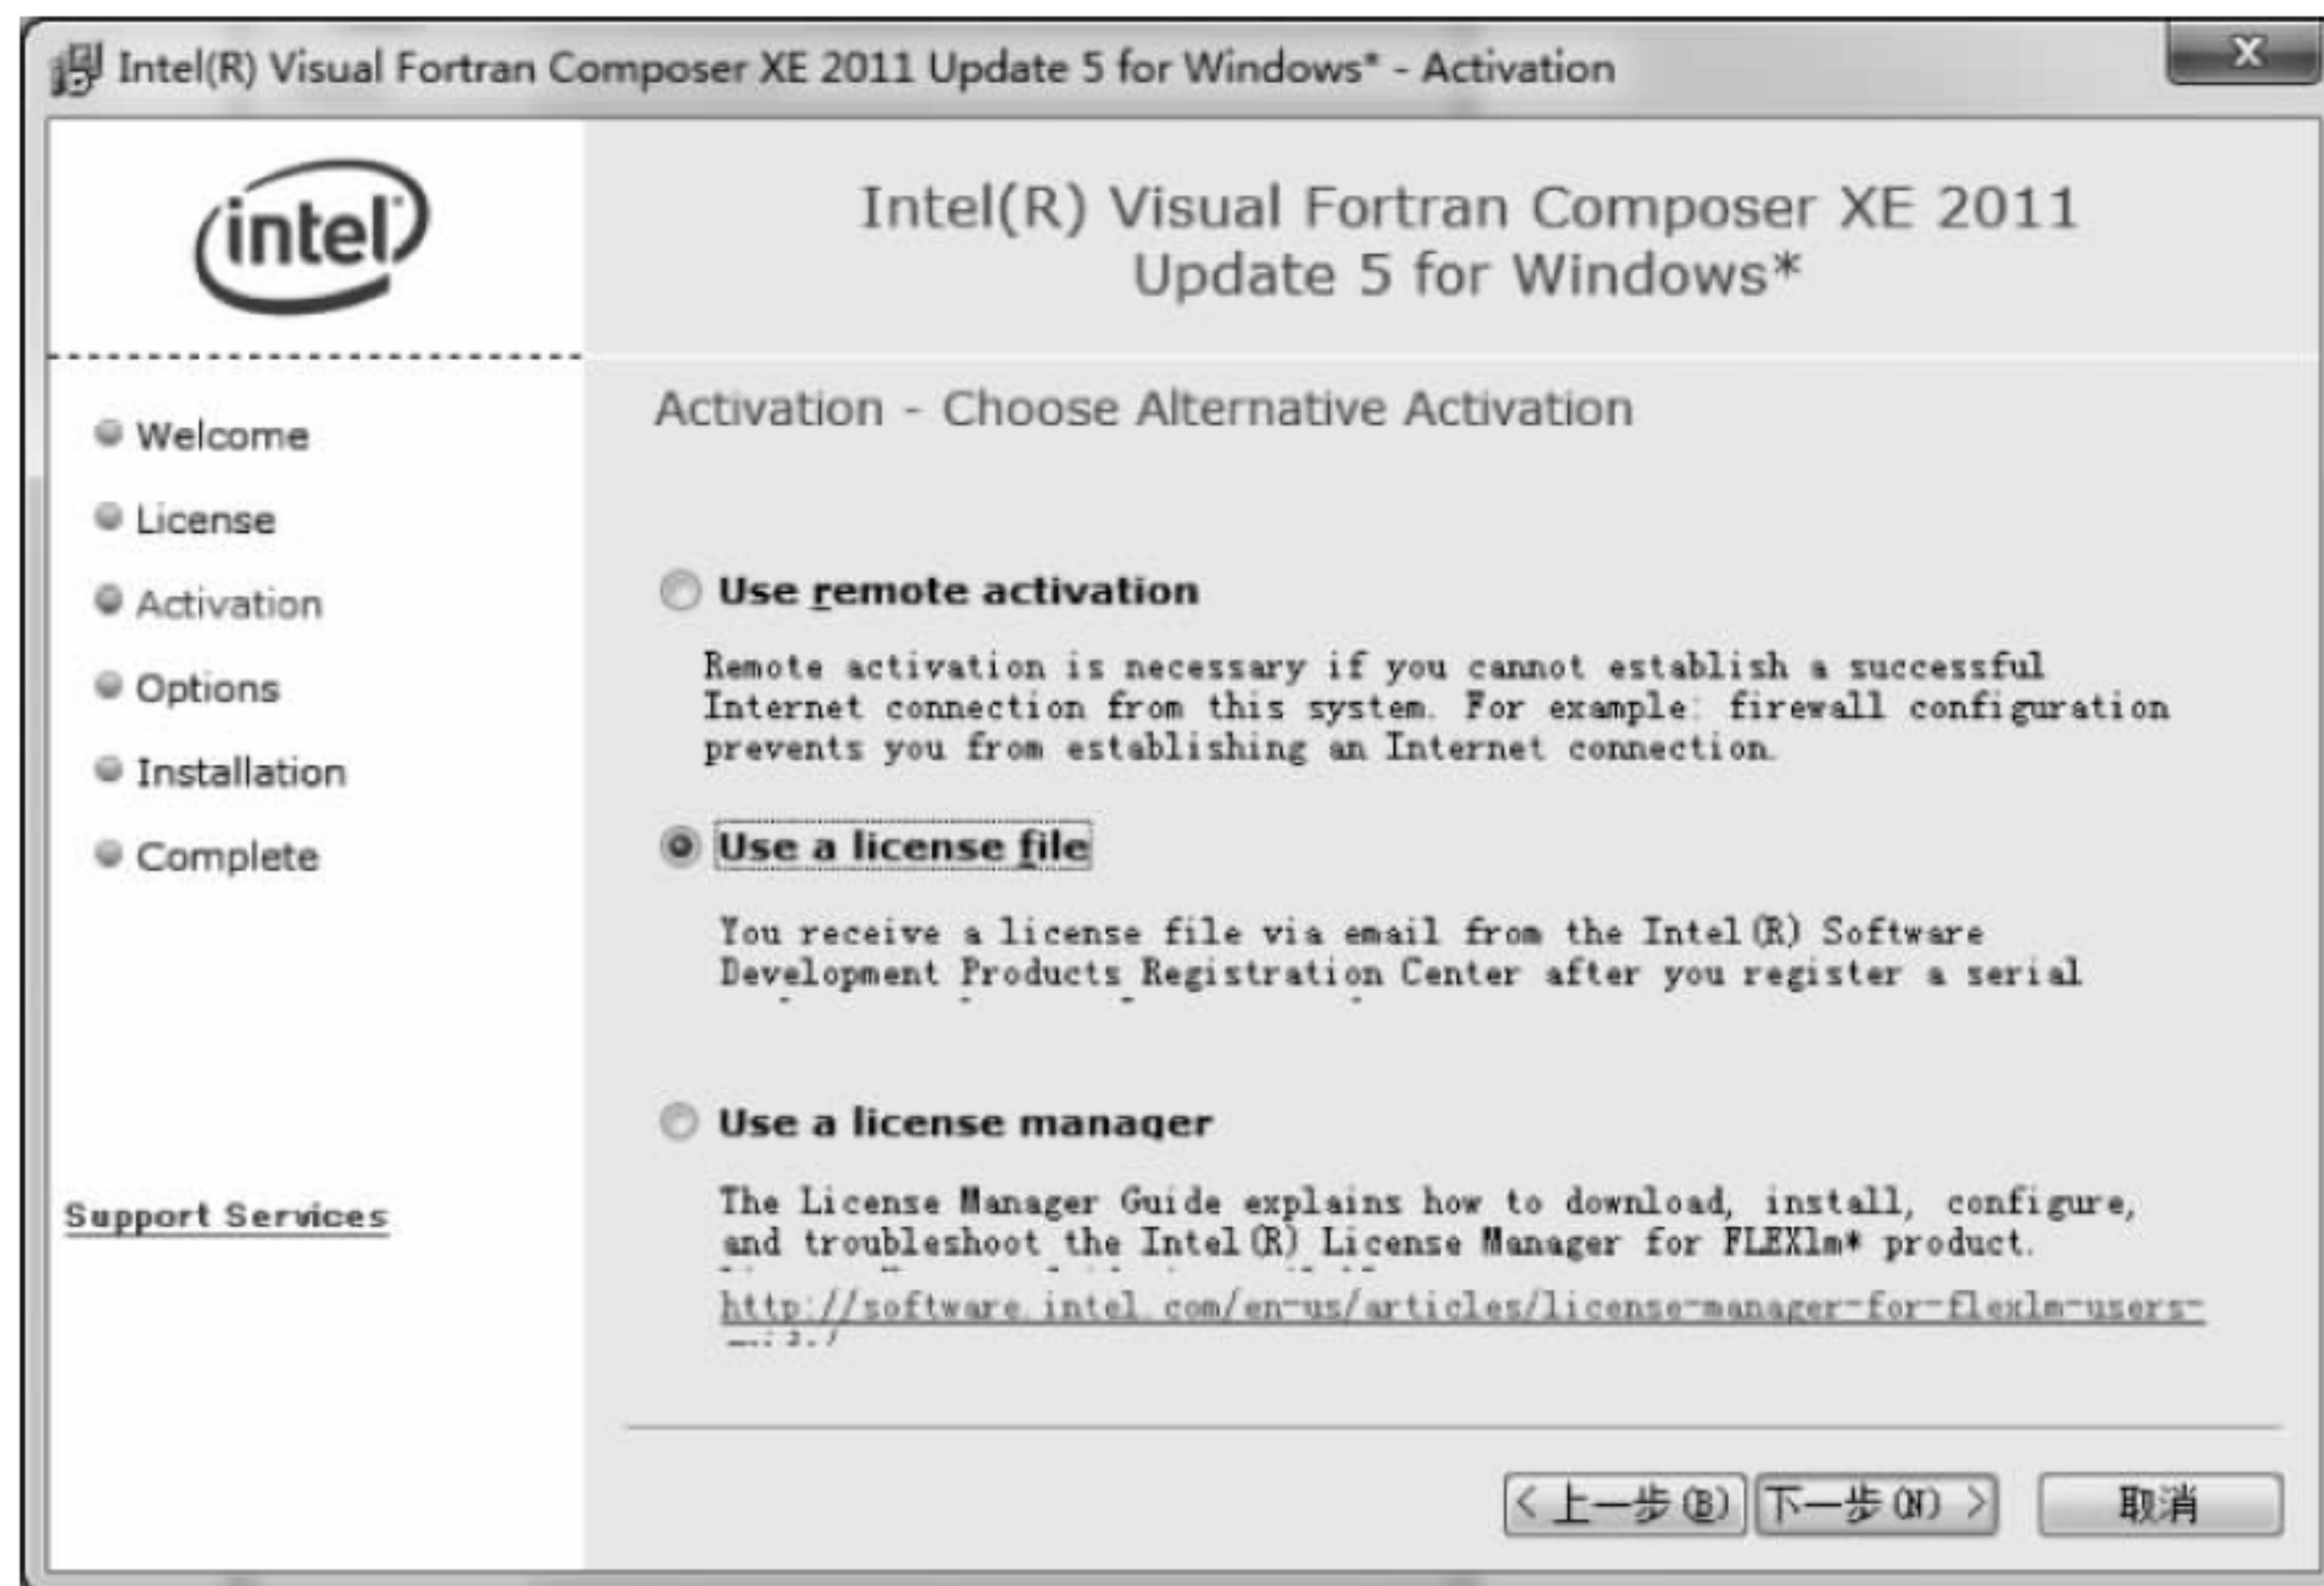 Intel(R) Visual Fortran Composer XE 2011 Update 5 for Windows* - Activation
x
intel
Intel(R) Visual Fortran Composer XE 2011
Update 5 for Windows*
Welcome
License
Activation
Options
Installation
Complete
Support Services
Activation - Choose Alternative Activation
Use remote activation
Remote activation is necessary if you cannot establish a successful
Internet connection from this system. For example: firewall configuration
prevents you from establishing an Internet connection.
Use a license file
You receive a license file via email from the Intel(R) Software
Development Products Registration Center after you register a serial
Use a license manager
The License Manager Guide explains how to download, install, configure,
and troubleshoot the Intel(R) License Manager for FLEXlm* product.
http://software.intel.com/en-us/articles/license-manager-for-flexlm-users-
< 上一步(B) 下一步(N) > 取消